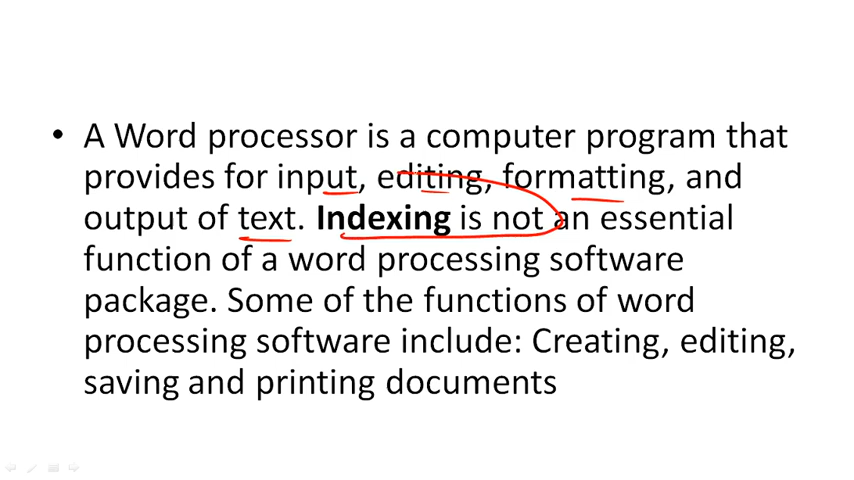 • A Word processor is a computer program that
provides for input, editing, formatting, and
output of text. Indexing is not an essential
function of a word processing software
package. Some of the functions of word
processing software include: Creating, editing,
saving and printing documents